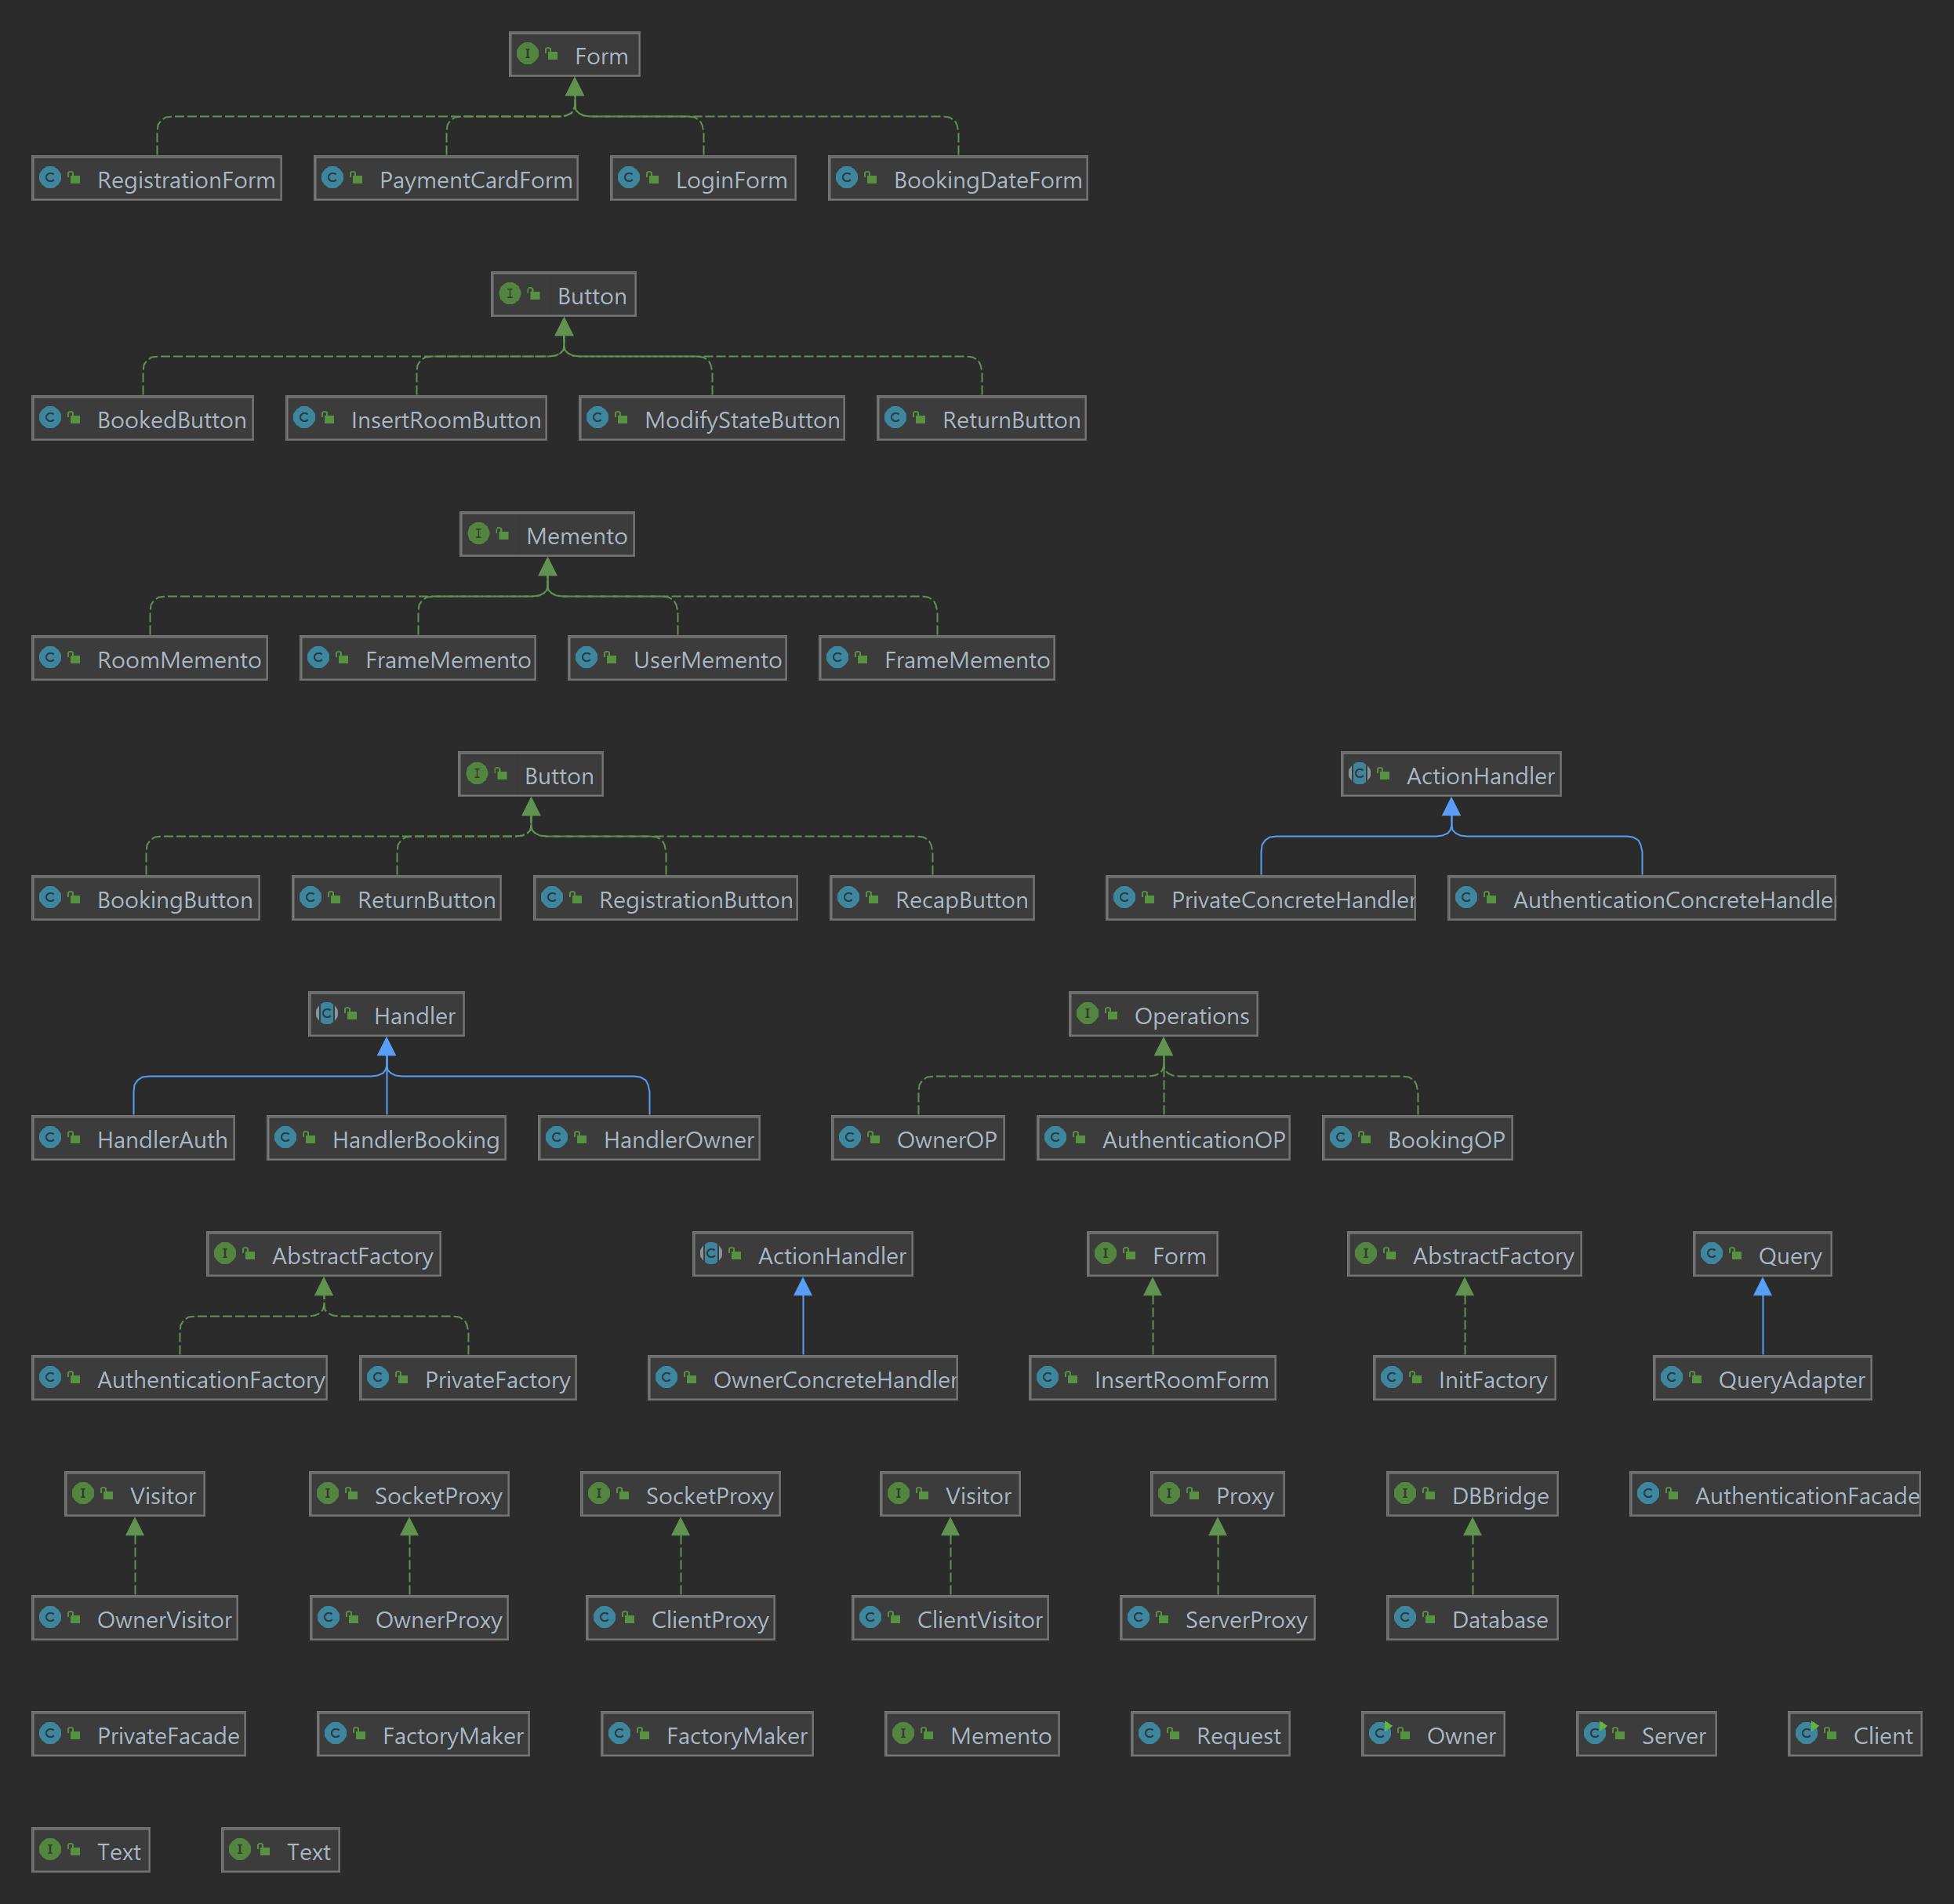 Form
RegistrationForm PaymentCardForm LoginForm BookingDateForm
Button
BookedButton InsertRoomButton ModifyStateButton ReturnButton
Memento
RoomMemento FrameMemento UserMemento FrameMemento
Button ActionHandler
BookingButton ReturnButton RegistrationButton RecapButton PrivateConcreteHandler AuthenticationConcreteHandle
Handler Operations
HandlerAuth HandlerBooking HandlerOwner OwnerOP AuthenticationOP BookingOP
AbstractFactory ActionHandler Form AbstractFactory Query
AuthenticationFactory PrivateFactory OwnerConcreteHandler InsertRoomForm InitFactory QueryAdapter
Visitor SocketProxy SocketProxy Visitor Proxy DBBridge AuthenticationFacade
OwnerVisitor OwnerProxy ClientProxy ClientVisitor ServerProxy Database
PrivateFacade FactoryMaker FactoryMaker Memento Request Owner Server Client
Text Text